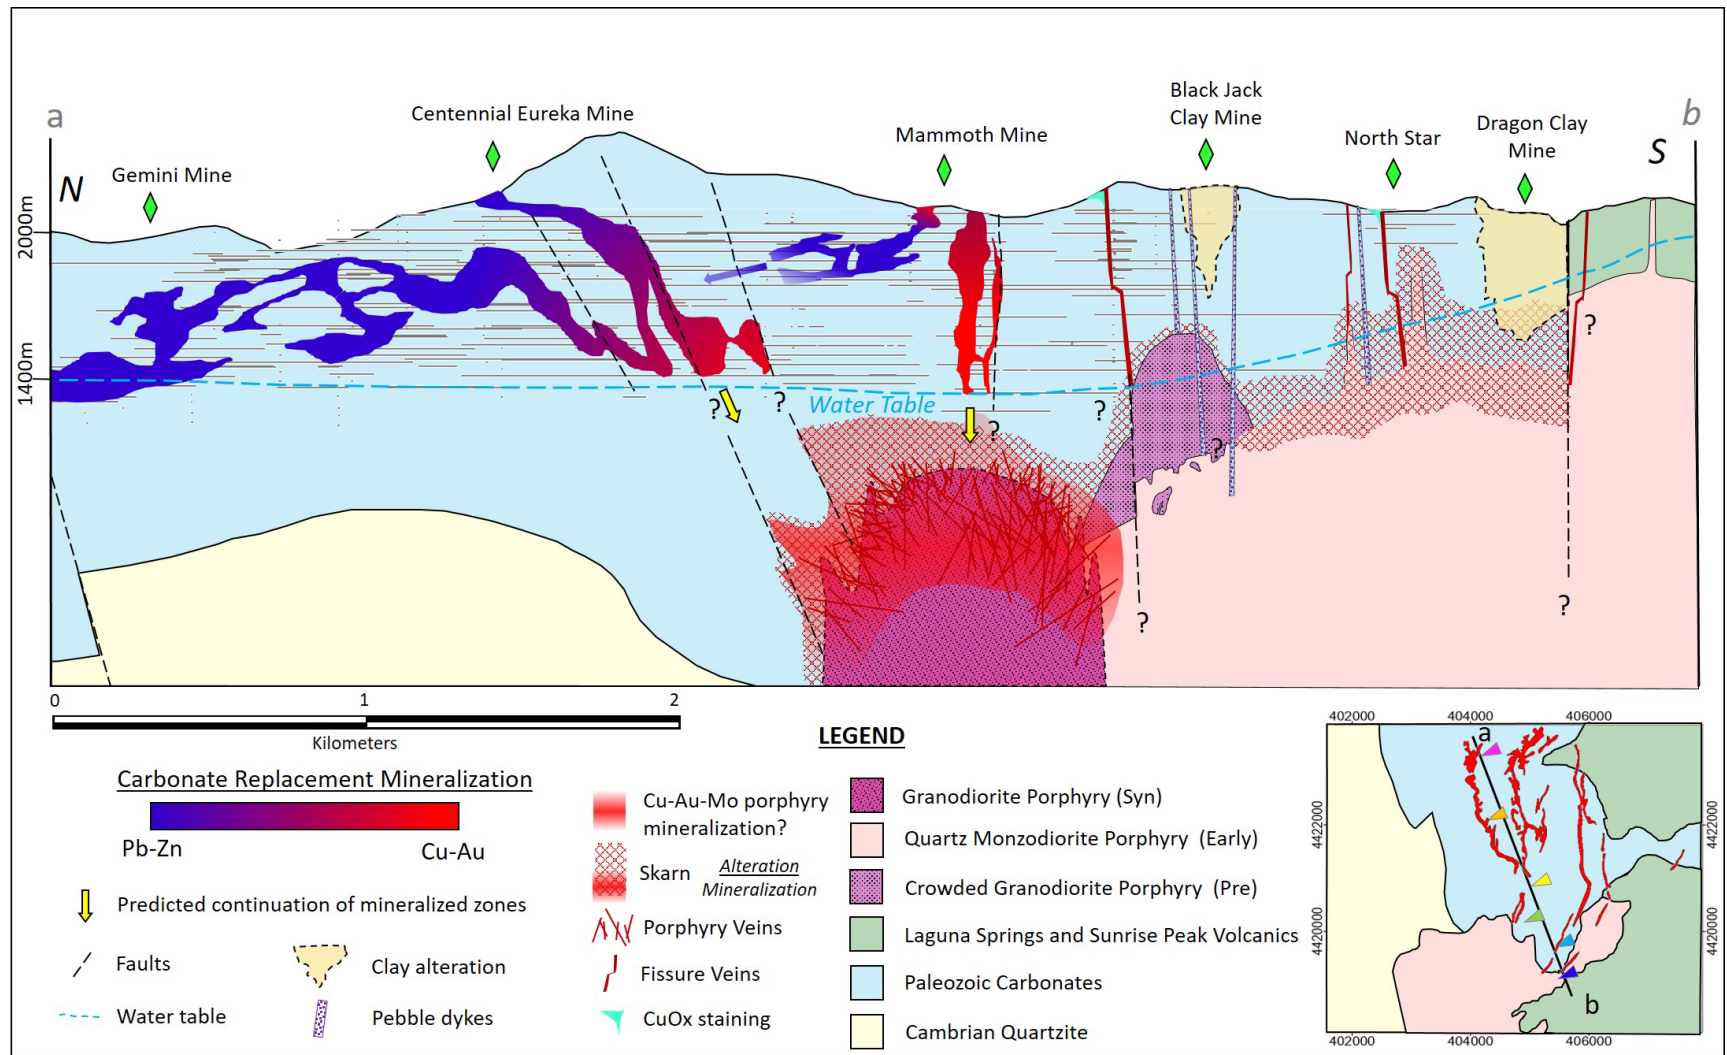 a
b
N
S
Gemini Mine
Centennial Eureka Mine
Mammoth Mine
Black Jack
Clay Mine
North Star
Dragon Clay
Mine
2000m
1400m
Water Table
?
?
?
?
?
?
?
?
0
1
2
Kilometers
Carbonate Replacement Mineralization
Pb-Zn
Cu-Au
Predicted continuation of mineralized zones
Faults
Clay alteration
Water table
Pebble dykes
LEGEND
Cu-Au-Mo porphyry
mineralization?
Skarn
Alteration
Mineralization
Porphyry Veins
Fissure Veins
CuOx staining
Granodiorite Porphyry (Syn)
Quartz Monzodiorite Porphyry (Early)
Crowded Granodiorite Porphyry (Pre)
Laguna Springs and Sunrise Peak Volcanics
Paleozoic Carbonates
Cambrian Quartzite
402000
404000
406000
a
b
4422000
4420000
4422000
4420000
402000
404000
406000